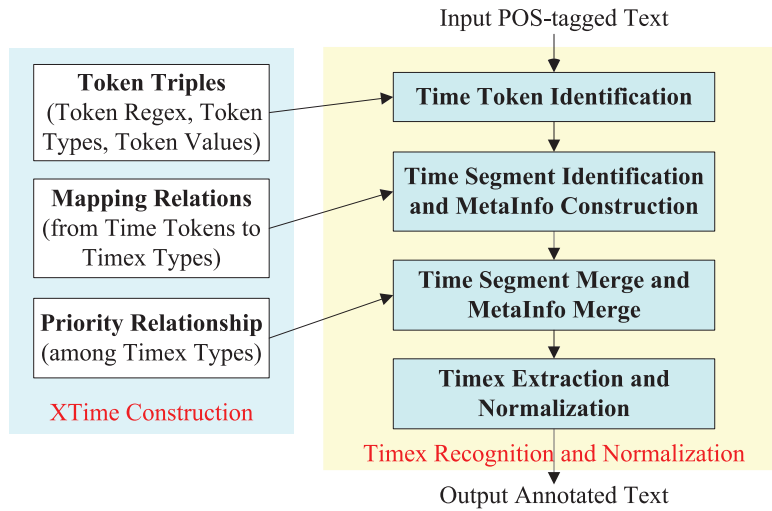 Input POS-tagged Text
Token Triples
(Token Regex, Token
Types, Token Values)
Mapping Relations
(from Time Tokens to
Timex Types)
Priority Relationship
(among Timex Types)
XTime Construction
Time Token Identification
Time Segment Identification
and MetaInfo Construction
Time Segment Merge and
MetaInfo Merge
Timex Extraction and
Normalization
Timex Recognition and Normalization
Output Annotated Text